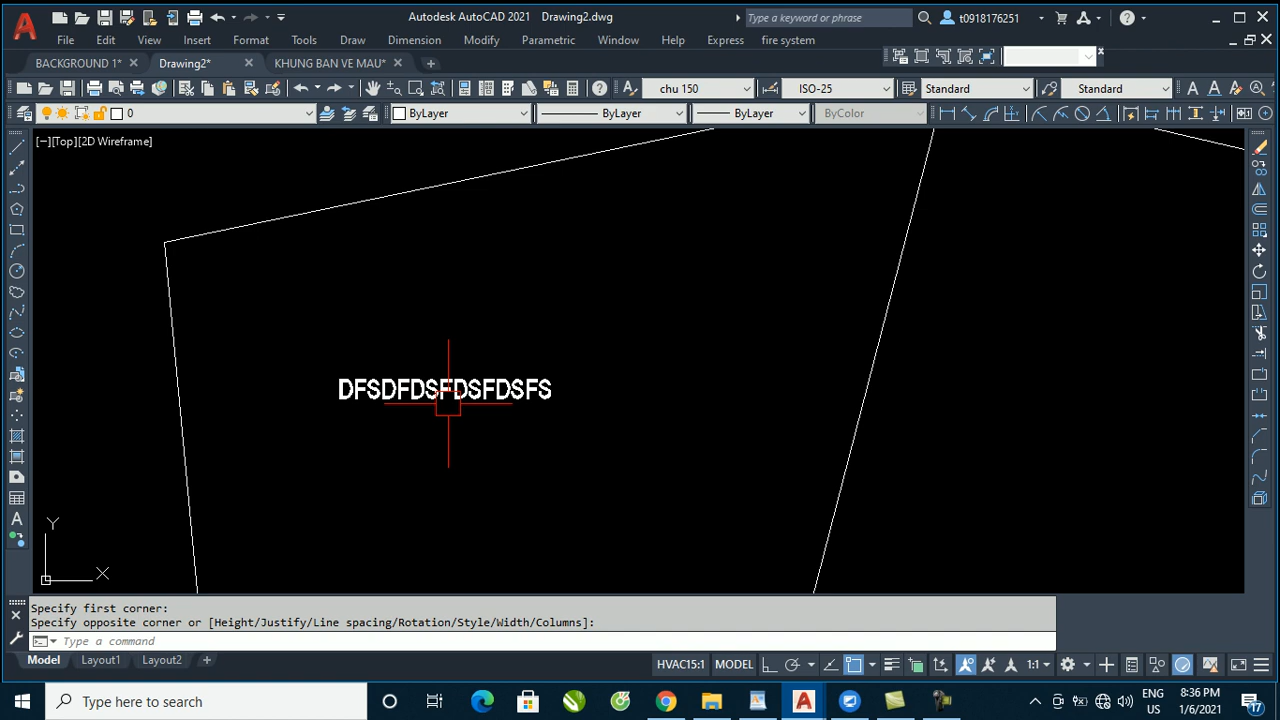 Autodesk AutoCAD 2021 Drawing2.dwg
Type a keyword or phrase
t0918176251
File Edit View Insert Format Tools Draw Dimension Modify Parametric Window Help Express fire system
BACKGROUND 1*
Drawing2*
KHUNG BAN VE MAU*
chu 150
ISO-25
Standard
Standard
0
ByLayer
ByLayer
ByLayer
ByColor
[−][Top][2D Wireframe]
DFSDFDSFDSFDSFS
Y
X
Specify first corner:
Specify opposite corner or [Height/Justify/Line spacing/Rotation/Style/Width/Columns]:
Type a command
Model Layout1 Layout2 +
HVAC15:1 MODEL
1:1
Type here to search
ENG
US
8:36 PM
1/6/2021
17